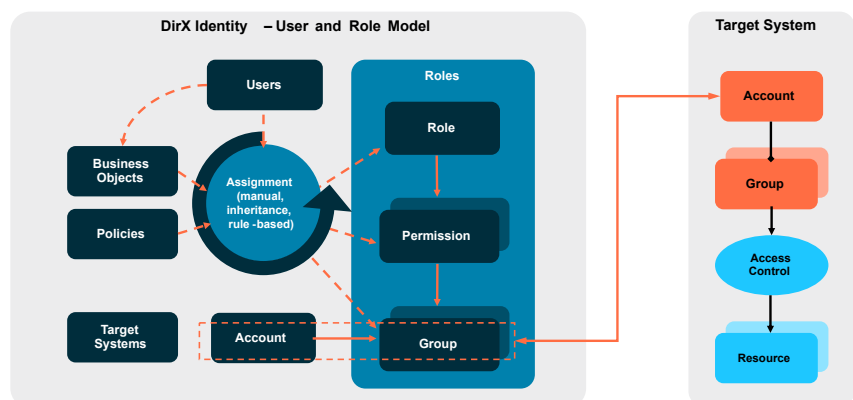 DirX Identity – User and Role Model
Target System
Users
Roles
Role
Business
Objects
Assignment
(manual,
inheritance,
rule -based)
Policies
Permission
Target
Systems
Account
Group
Account
Group
Access
Control
Resource